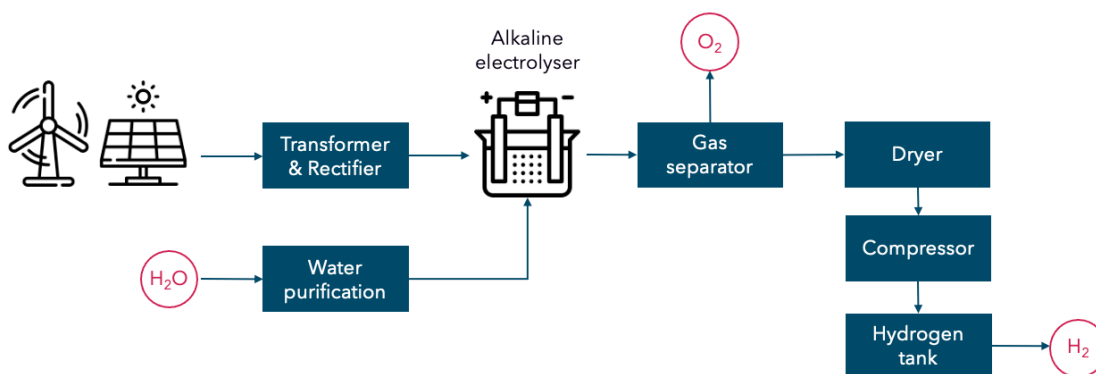 Alkaline
electrolyser
O₂
+ −
Transformer
& Rectifier
Gas
separator
Dryer
H₂O
Water
purification
Compressor
Hydrogen
tank
H₂